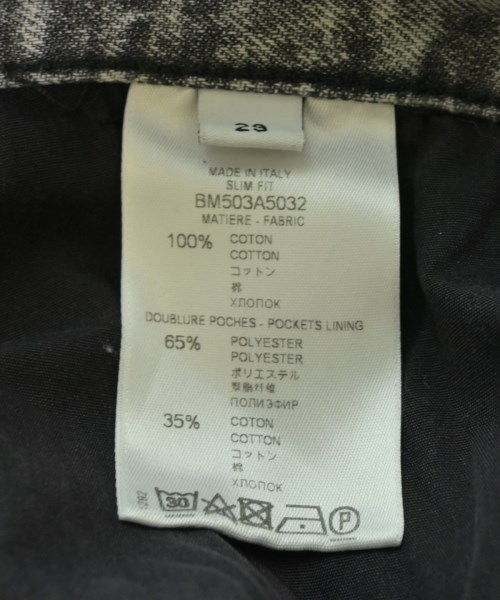 29
MADE IN ITALY
SLIM FIT
BM503A5032
MATIERE - FABRIC
100% COTON
COTTON
コットン
棉
ХЛОПОК
DOUBLURE POCHES - POCKETS LINING
65% POLYESTER
POLYESTER
ポリエステル
聚脂纤维
ПОЛИЭФИР
35% COTON
COTTON
コットン
棉
ХЛОПОК
30
P